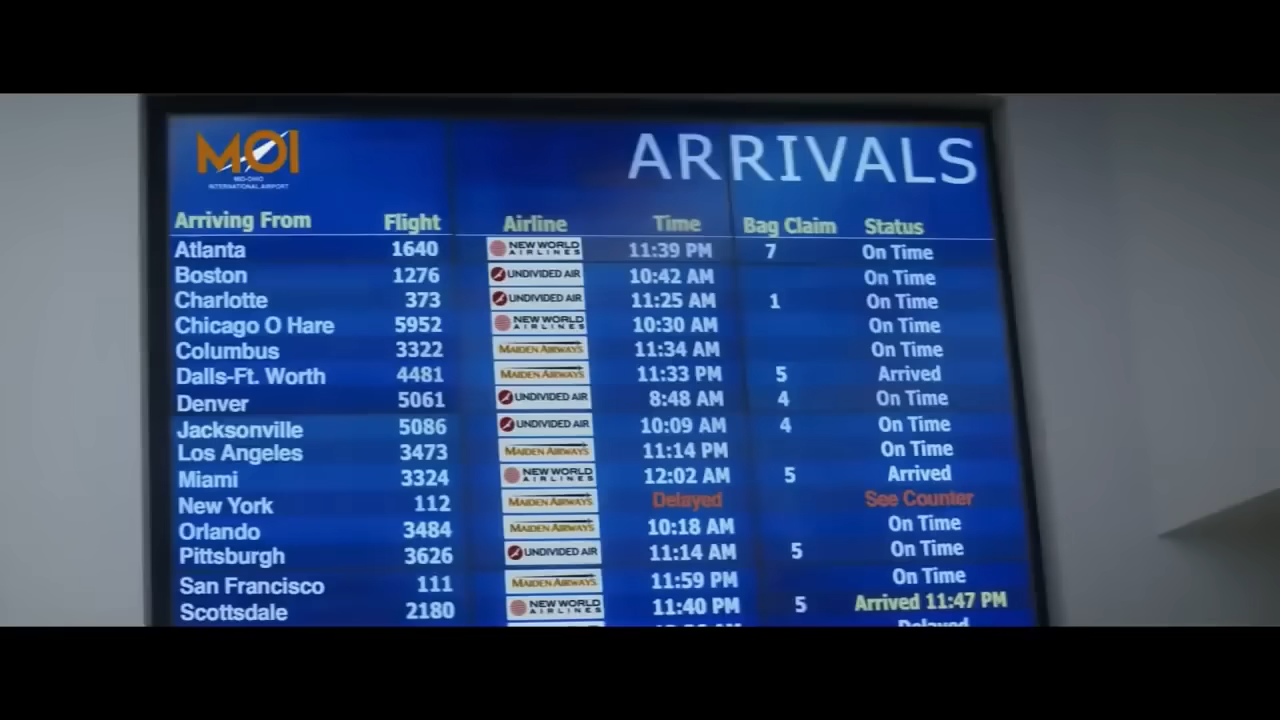 MOI
MID-OHIO
INTERNATIONAL AIRPORT
ARRIVALS
Arriving From Flight Airline Time Bag Claim Status
Atlanta 1640 NEW WORLD AIRLINES 11:39 PM 7 On Time
Boston 1276 UNDIVIDED AIR 10:42 AM On Time
Charlotte 373 UNDIVIDED AIR 11:25 AM 1 On Time
Chicago O Hare 5952 NEW WORLD AIRLINES 10:30 AM On Time
Columbus 3322 MAIDEN AIRWAYS 11:34 AM On Time
Dalls-Ft. Worth 4481 MAIDEN AIRWAYS 11:33 PM 5 Arrived
Denver 5061 UNDIVIDED AIR 8:48 AM 4 On Time
Jacksonville 5086 UNDIVIDED AIR 10:09 AM 4 On Time
Los Angeles 3473 MAIDEN AIRWAYS 11:14 PM On Time
Miami 3324 NEW WORLD AIRLINES 12:02 AM 5 Arrived
New York 112 MAIDEN AIRWAYS Delayed See Counter
Orlando 3484 MAIDEN AIRWAYS 10:18 AM On Time
Pittsburgh 3626 UNDIVIDED AIR 11:14 AM 5 On Time
San Francisco 111 MAIDEN AIRWAYS 11:59 PM On Time
Scottsdale 2180 NEW WORLD AIRLINES 11:40 PM 5 Arrived 11:47 PM
Delayed